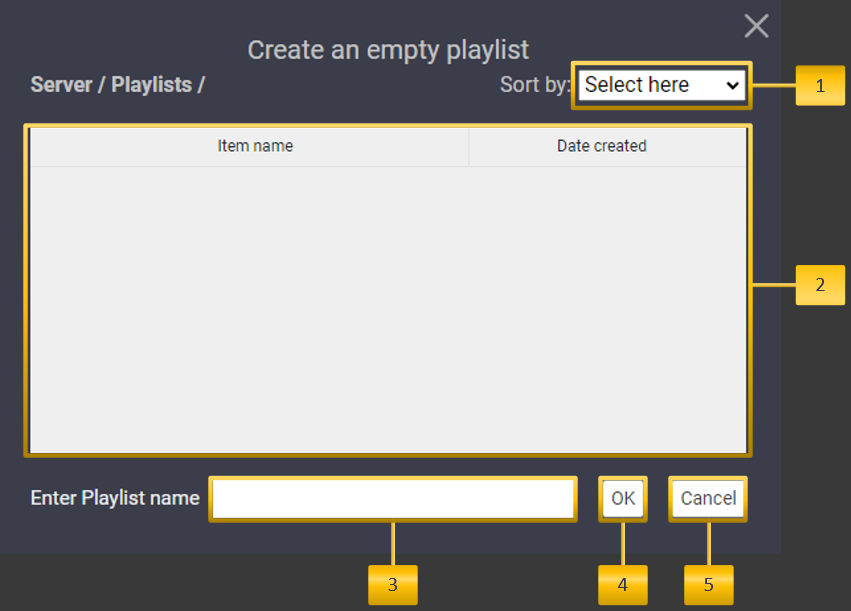 Create an empty playlist
Server / Playlists /
Sort by: Select here
1
Item name
Date created
2
Enter Playlist name
OK
Cancel
3
4
5